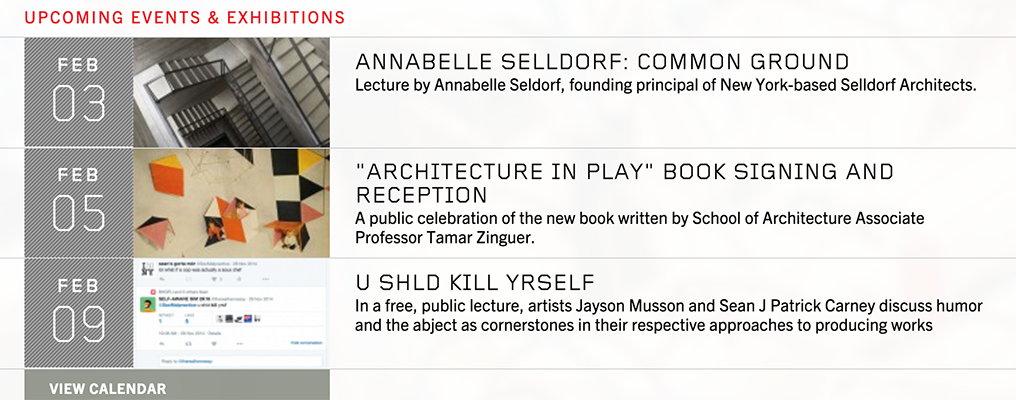 UPCOMING EVENTS & EXHIBITIONS
FEB
03
ANNABELLE SELLDORF: COMMON GROUND
Lecture by Annabelle Seldorf, founding principal of New York-based Selldorf Architects.
FEB
05
"ARCHITECTURE IN PLAY" BOOK SIGNING AND
RECEPTION
A public celebration of the new book written by School of Architecture Associate
Professor Tamar Zinguer.
FEB
09
U SHLD KILL YRSELF
In a free, public lecture, artists Jayson Musson and Sean J Patrick Carney discuss humor
and the abject as cornerstones in their respective approaches to producing works
VIEW CALENDAR